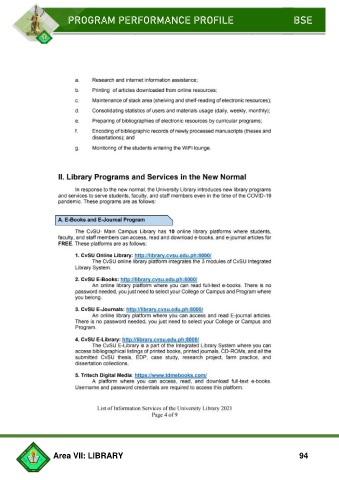 PROGRAM PERFORMANCE PROFILE BSE
a. Research and internet information assistance;
b. Printing of articles downloaded from online resources;
c. Maintenance of stack area (shelving and shelf-reading of electronic resources);
d. Consolidating statistics of users and materials usage (daily, weekly, monthly);
e. Preparing of bibliographies of electronic resources by curricular programs;
f. Encoding of bibliographic records of newly processed manuscripts (theses and
dissertations); and
g. Monitoring of the students entering the WiFi lounge.
II. Library Programs and Services in the New Normal
In response to the new normal, the University Library introduces new library programs
and services to serve students, faculty, and staff members even in the time of the COVID-19
pandemic. These programs are as follows:
A. E-Books and E-Journal Program
The CvSU- Main Campus Library has 10 online library platforms where students,
faculty, and staff members can access, read and download e-books, and e-journal articles for
FREE. These platforms are as follows:
1. CvSU Online Library: http://library.cvsu.edu.ph:8000/
The CvSU online library platform integrates the 3 modules of CvSU Integrated
Library System.
2. CvSU E-Books: http://library.cvsu.edu.ph:8000/
An online library platform where you can read full-text e-books. There is no
password needed, you just need to select your College or Campus and Program where
you belong.
3. CvSU E-Journals: http://library.cvsu.edu.ph:8000/
An online library platform where you can access and read E-journal articles.
There is no password needed, you just need to select your College or Campus and
Program.
4. CvSU E-Library: http://library.cvsu.edu.ph:8000/
The CvSU E-Library is a part of the Integrated Library System where you can
access bibliographical listings of printed books, printed journals, CD-ROMs, and all the
submitted CvSU thesis, EDP, case study, research project, farm practice, and
dissertation collections.
5. Tritech Digital Media: https://www.tdmebooks.com/
A platform where you can access, read, and download full-text e-books.
Username and password credentials are required to access this platform.
List of Information Services of the University Library 2021
Page 4 of 9
Area VII: LIBRARY 94